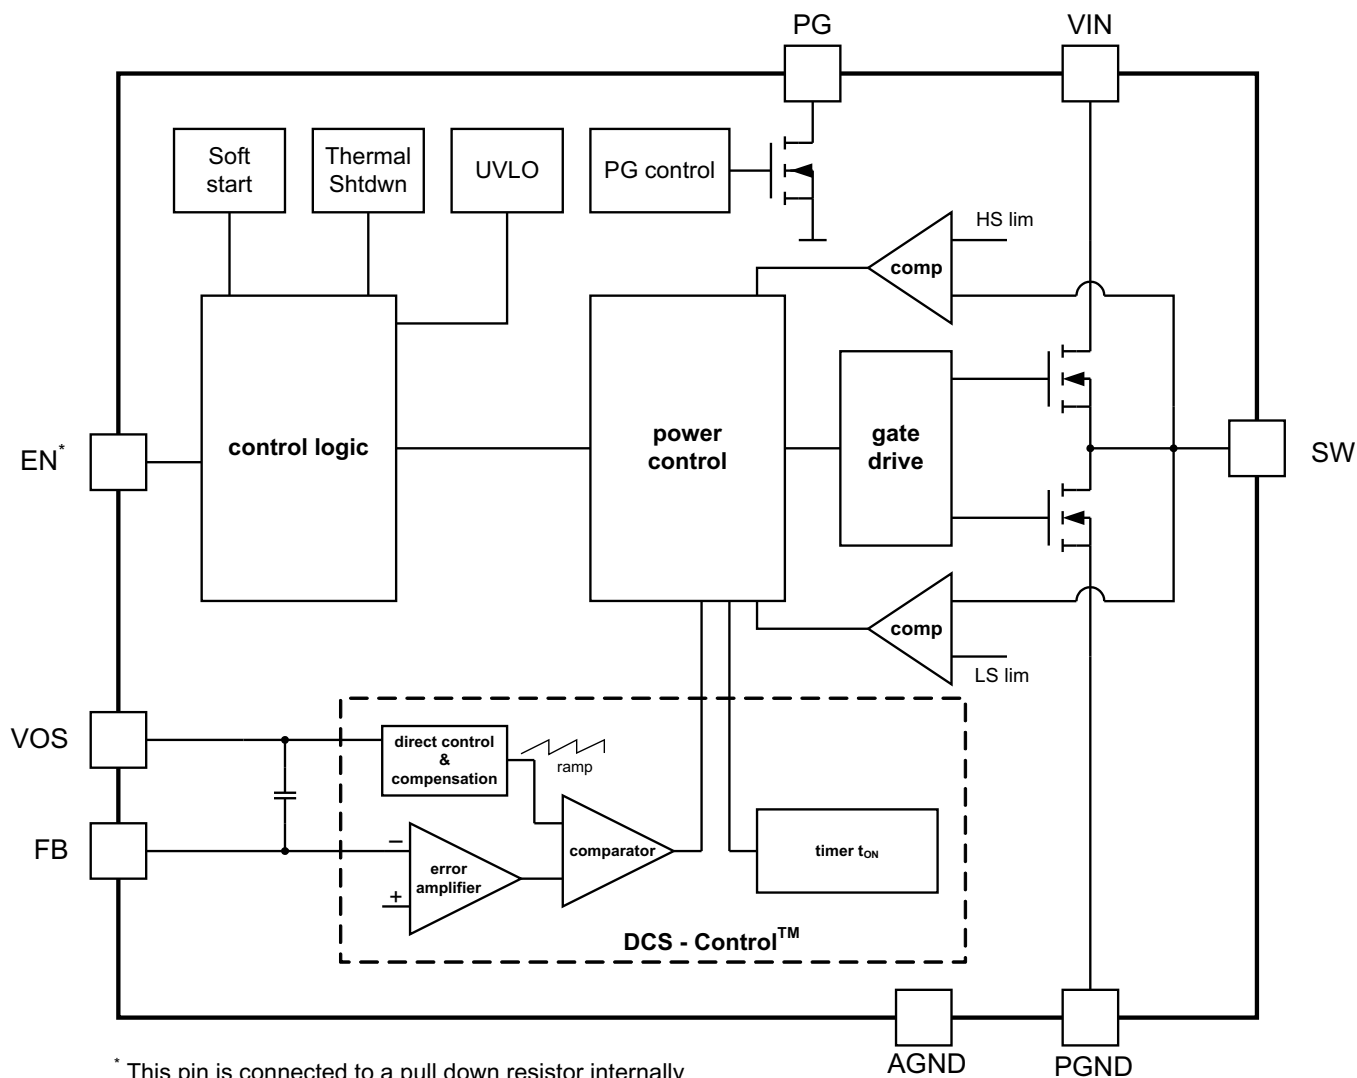 PG
VIN
Soft
start
Thermal
Shtdwn
UVLO
PG control
HS lim
comp
control logic
power
control
gate
drive
EN*
SW
comp
LS lim
VOS
direct control
&
compensation
ramp
FB
–
error
amplifier
+
comparator
timer tON
DCS - Control™
AGND
PGND
* This pin is connected to a pull down resistor internally